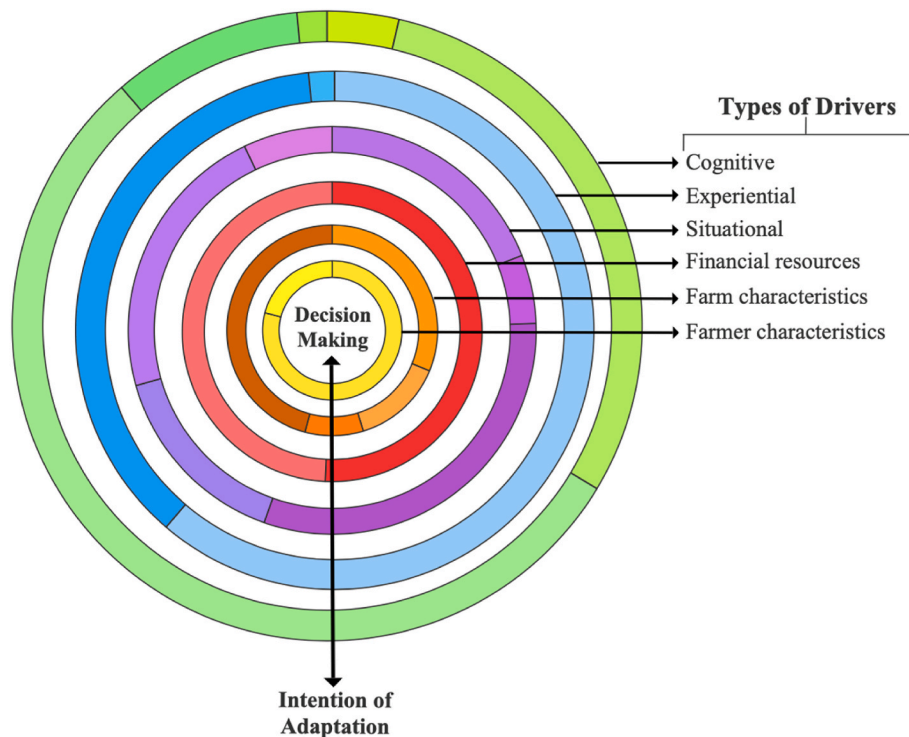 Types of Drivers
Cognitive
Experiential
Situational
Financial resources
Farm characteristics
Farmer characteristics
Decision
Making
Intention of
Adaptation